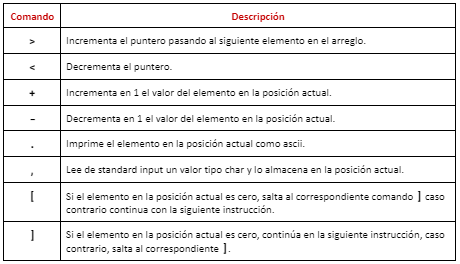 Comando Descripción
> Incrementa el puntero pasando al siguiente elemento en el arreglo.
< Decrementa el puntero.
+ Incrementa en 1 el valor del elemento en la posición actual.
– Decrementa en 1 el valor del elemento en la posición actual.
. Imprime el elemento en la posición actual como ascii.
, Lee de standard input un valor tipo char y lo almacena en la posición actual.
[ Si el elemento en la posición actual es cero, salta al correspondiente comando ] caso
contrario continua con la siguiente instrucción.
] Si el elemento en la posición actual es cero, continúa en la siguiente instrucción, caso
contrario, salta al correspondiente ].